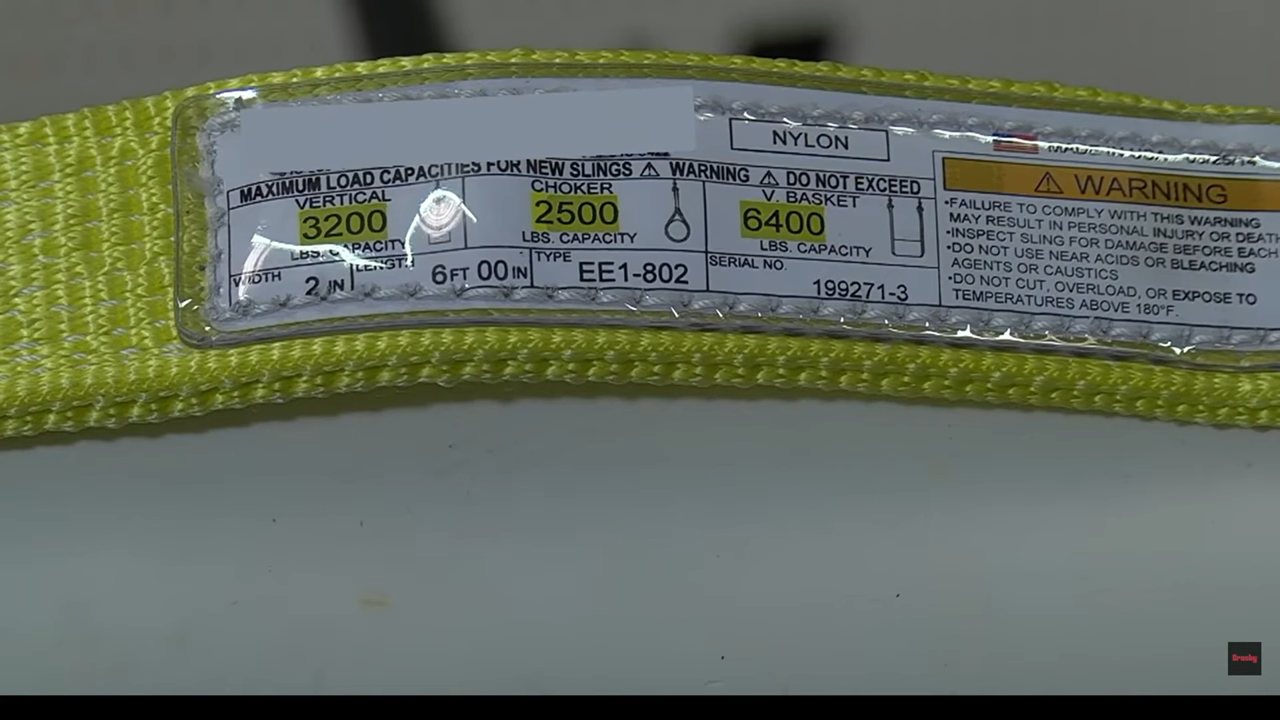 NYLON
MAXIMUM LOAD CAPACITIES FOR NEW SLINGS ⚠ WARNING ⚠ DO NOT EXCEED
VERTICAL
3200
LBS. CAPACITY
CHOKER
2500
LBS. CAPACITY
V. BASKET
6400
LBS. CAPACITY
WIDTH 2 IN
LENGTH 6 FT 00 IN
TYPE EE1-802
SERIAL NO. 199271-3
MADE IN USA
⚠ WARNING
•FAILURE TO COMPLY WITH THIS WARNING
MAY RESULT IN PERSONAL INJURY OR DEATH
•INSPECT SLING FOR DAMAGE BEFORE EACH
•DO NOT USE NEAR ACIDS OR BLEACHING
AGENTS OR CAUSTICS
•DO NOT CUT, OVERLOAD, OR EXPOSE TO
TEMPERATURES ABOVE 180°F.
Crosby